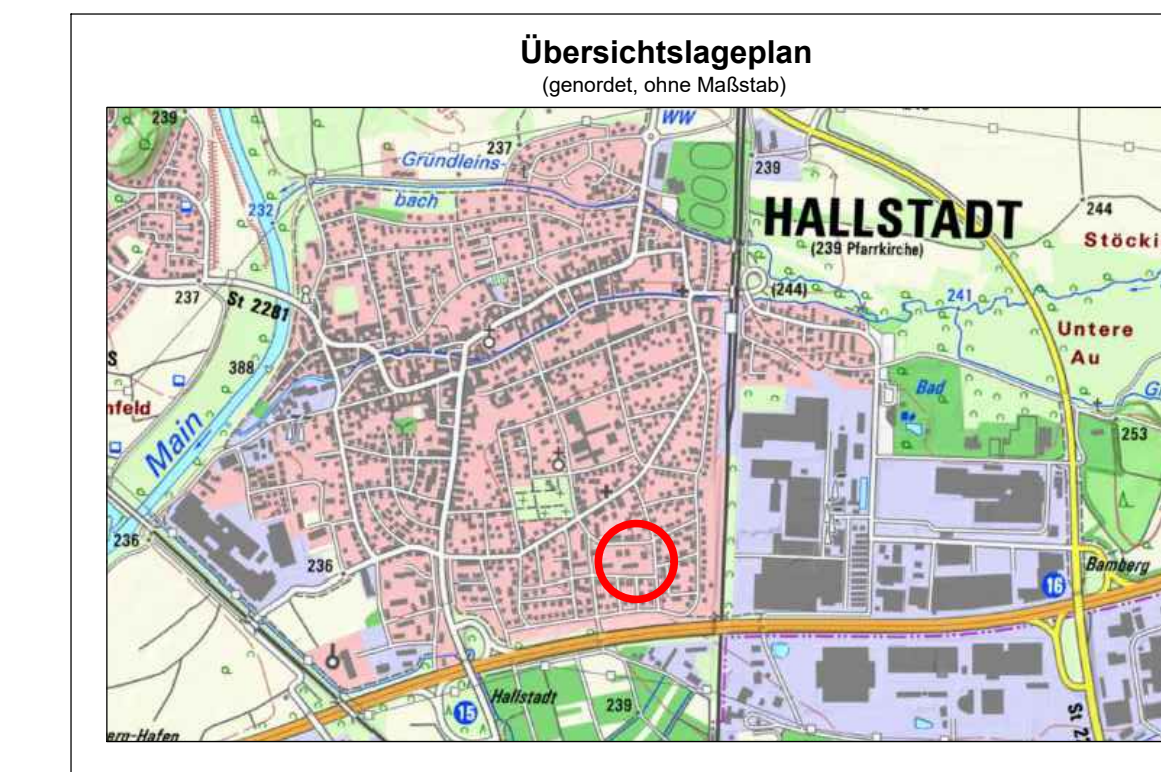 Übersichtslageplan
(genordet, ohne Maßstab)
239
WW
237
Gründleins-
bach
239
HALLSTADT
(239 Pfarrkirche)
232
244
Stöcki
237
St 2281
(244)
241
Untere
Au
S
388
nfeld
Bad
Main
253
236
236
Bamberg
16
15
Hallstadt
239
St 2